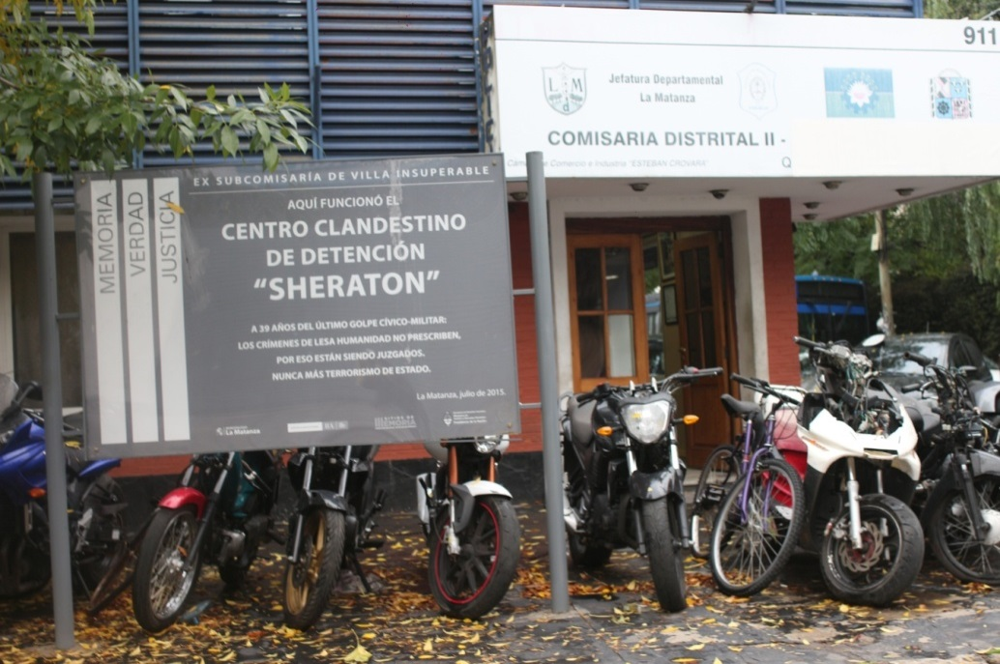 911
L M
d
Jefatura Departamental
La Matanza
COMISARIA DISTRITAL II -
Cámara de Comercio e Industria "ESTEBAN CROVARA"
Q
EX SUBCOMISARÍA DE VILLA INSUPERABLE
MEMORIA
VERDAD
JUSTICIA
AQUÍ FUNCIONÓ EL
CENTRO CLANDESTINO
DE DETENCIÓN
"SHERATON"
A 39 AÑOS DEL ÚLTIMO GOLPE CÍVICO-MILITAR:
LOS CRÍMENES DE LESA HUMANIDAD NO PRESCRIBEN,
POR ESO ESTÁN SIENDO JUZGADOS.
NUNCA MÁS TERRORISMO DE ESTADO.
La Matanza, julio de 2015.
La Matanza
MEMORIA